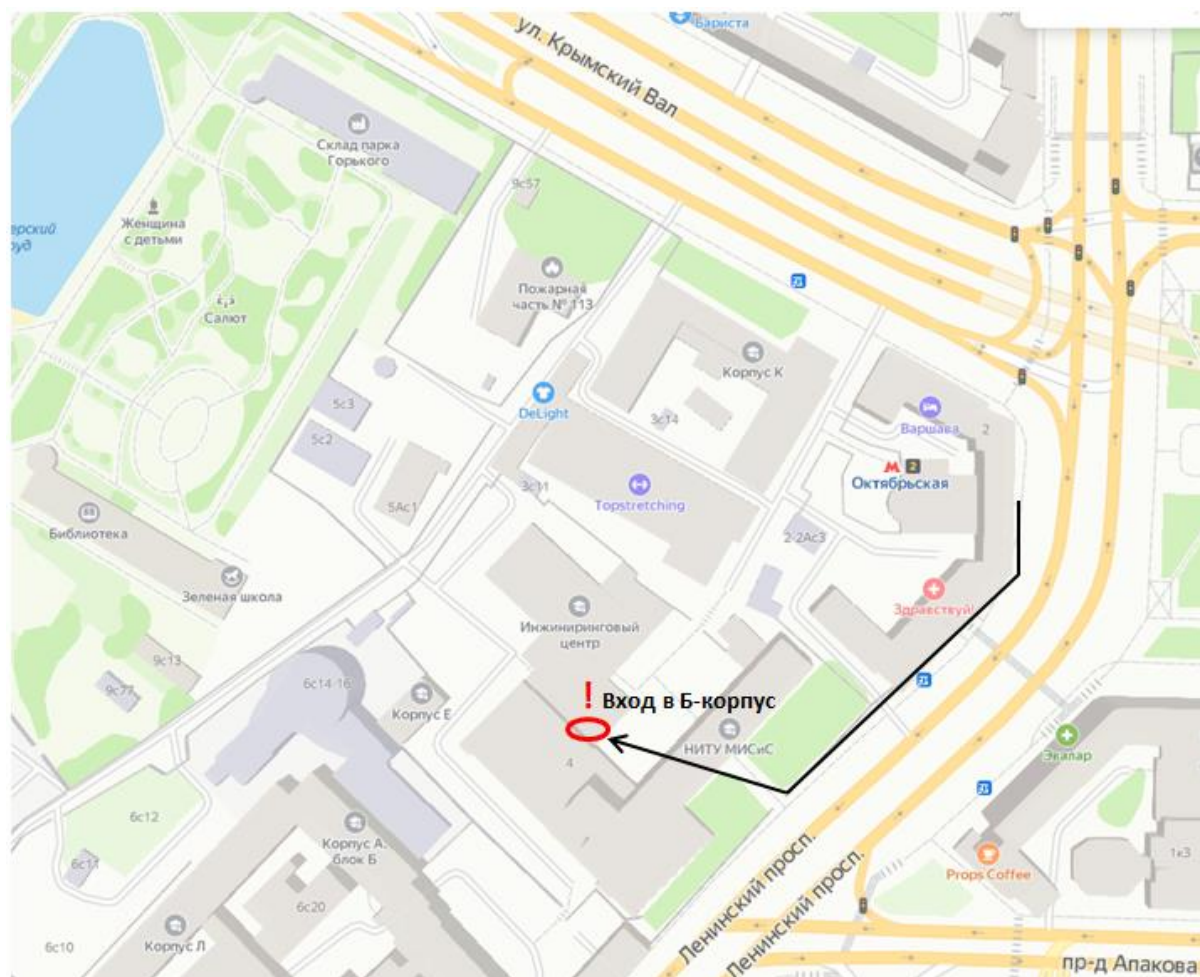 Бариста
ул. Крымский Вал
Склад парка
Горького
9с57
Женщина
с детьми
ерский
руд
Пожарная
часть № 113
Салют
Корпус К
DeLight
5с3
3с14
Варшава
2
5с2
2
Октябрьская
3с11
Topstretching
5Ас1
Библиотека
2-2Ас3
Зеленая школа
Здравствуй!
Инжиниринговый
центр
9с13
6с14-16
9с77
Корпус Е
! Вход в Б-корпус
НИТУ МИСиС
Эвалар
4
6с12
Корпус А,
блок Б
6с11
Ленинский просп.
Ленинский просп.
Props Coffee
1к3
6с20
6с10
Корпус Л
пр-д Апакова